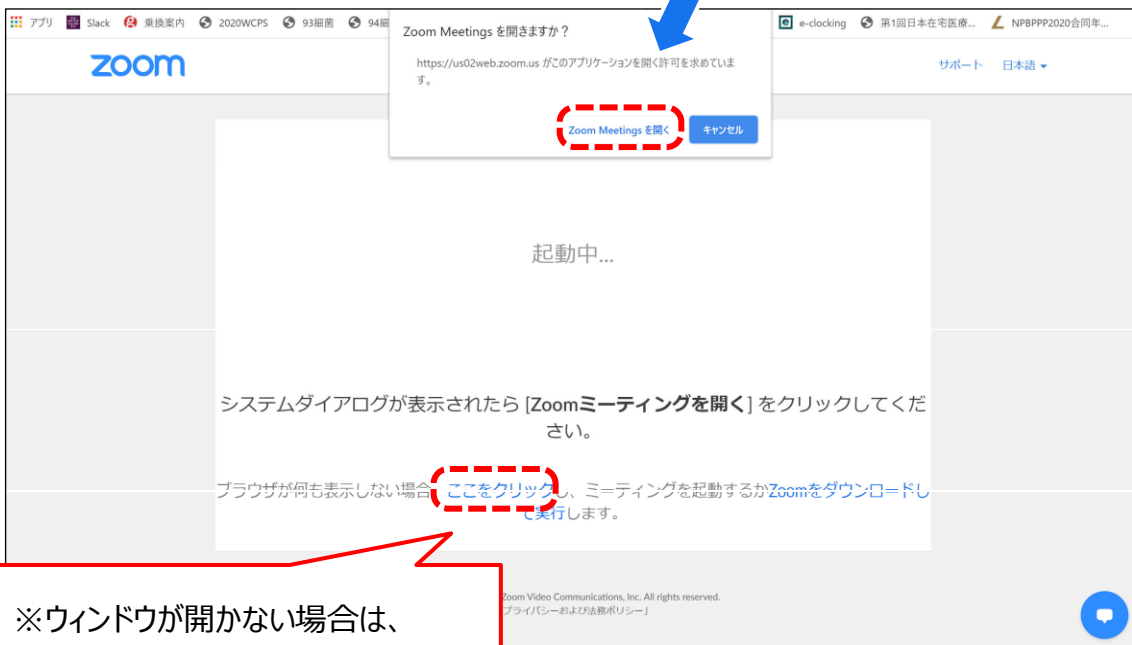 アプリ Slack 乗換案内 2020WCPS 93細菌 94細
e-clocking 第1回日本在宅医療... NPBPPP2020合同年...
Zoom Meetings を開きますか？
https://us02web.zoom.us がこのアプリケーションを開く許可を求めていま
す。
Zoom Meetings を開く キャンセル
zoom
サポート 日本語
起動中...
システムダイアログが表示されたら [Zoomミーティングを開く] をクリックしてくだ
さい。
ブラウザが何も表示しない場合、ここをクリックし、ミーティングを起動するかZoomをダウンロードし
て実行します。
Zoom Video Communications, Inc. All rights reserved.
プライバシーおよび法務ポリシー」
※ウィンドウが開かない場合は、